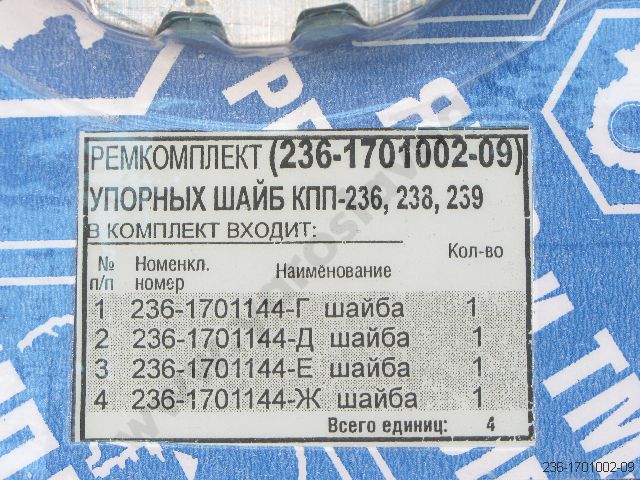 РЕМКОМПЛЕКТ (236-1701002-09)
УПОРНЫХ ШАЙБ КПП-236, 238, 239
В КОМПЛЕКТ ВХОДИТ:
№ п/п Номенкл. номер Наименование Кол-во
1 236-1701144-Г шайба 1
2 236-1701144-Д шайба 1
3 236-1701144-Е шайба 1
4 236-1701144-Ж шайба 1
Всего единиц: 4
236-1701002-09